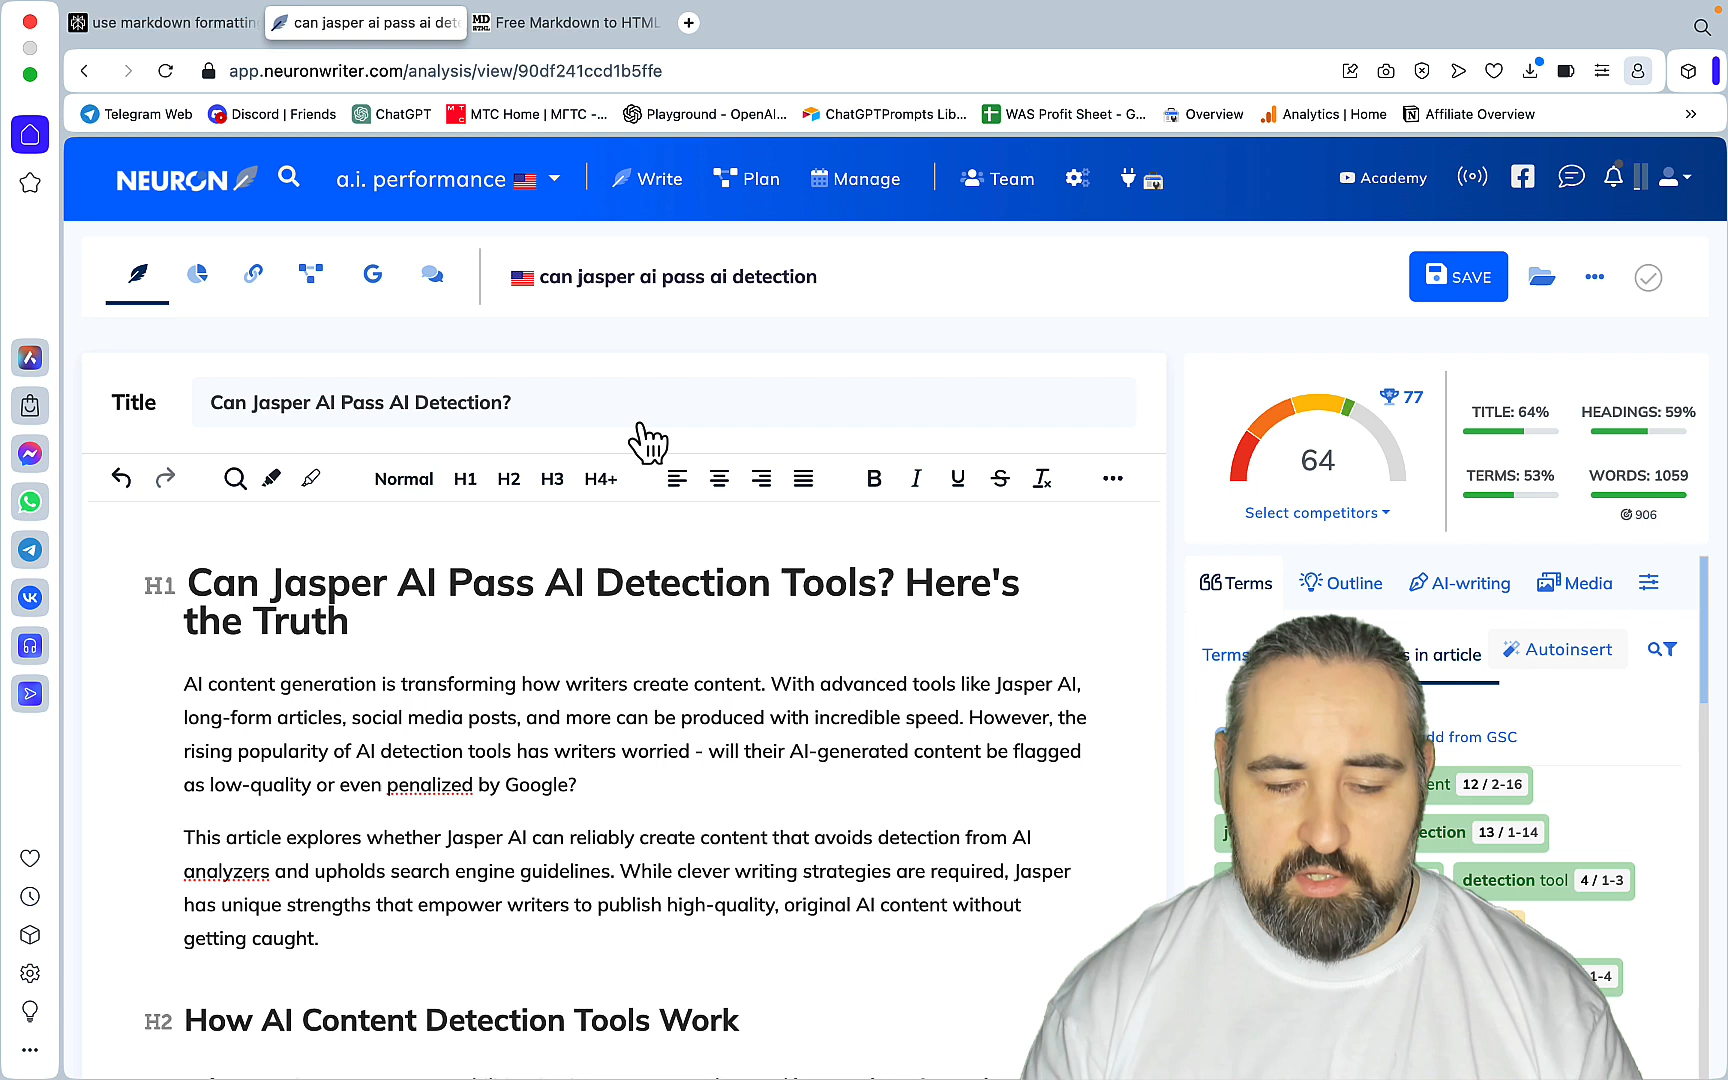 use markdown formatting
can jasper ai pass ai dete
Free Markdown to HTML
app.neuronwriter.com/analysis/view/90df241ccd1b5ffe
Telegram Web
Discord | Friends
ChatGPT
МТС Home | МГТС -...
Playground - OpenAI...
ChatGPTPrompts Lib...
WAS Profit Sheet - G...
Overview
Analytics | Home
Affiliate Overview
NEURON
a.i. performance
Write
Plan
Manage
Team
Academy
can jasper ai pass ai detection
SAVE
Title
Can Jasper AI Pass AI Detection?
Normal H1 H2 H3 H4+
B I U S Tx
77
64
Select competitors
TITLE: 64%
HEADINGS: 59%
TERMS: 53%
WORDS: 1059
906
H1 Can Jasper AI Pass AI Detection Tools? Here's
the Truth
AI content generation is transforming how writers create content. With advanced tools like Jasper AI,
long-form articles, social media posts, and more can be produced with incredible speed. However, the
rising popularity of AI detection tools has writers worried - will their AI-generated content be flagged
as low-quality or even penalized by Google?
This article explores whether Jasper AI can reliably create content that avoids detection from AI
analyzers and upholds search engine guidelines. While clever writing strategies are required, Jasper
has unique strengths that empower writers to publish high-quality, original AI content without
getting caught.
H2 How AI Content Detection Tools Work
Terms
Outline
AI-writing
Media
Terms
s in article
Autoinsert
dd from GSC
ent 12 / 2-16
j
ection 13 / 1-14
detection tool 4 / 1-3
1-4